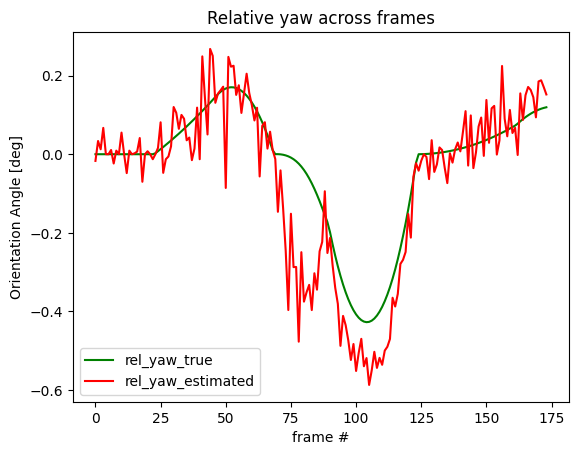 Relative yaw across frames
Orientation Angle [deg]
0.2
0.0
−0.2
−0.4
−0.6
rel_yaw_true
rel_yaw_estimated
0 25 50 75 100 125 150 175
frame #